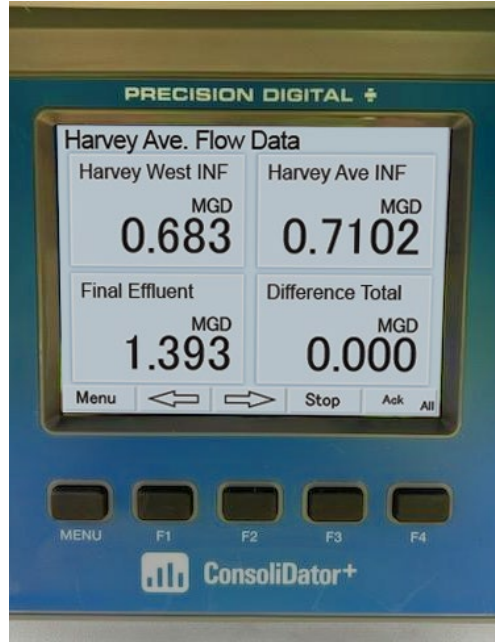 PRECISION DIGITAL
Harvey Ave. Flow Data
Harvey West INF
MGD
0.683
Harvey Ave INF
MGD
0.7102
Final Effluent
MGD
1.393
Difference Total
MGD
0.000
Menu Stop Ack All
MENU F1 F2 F3 F4
ConsoliDator+